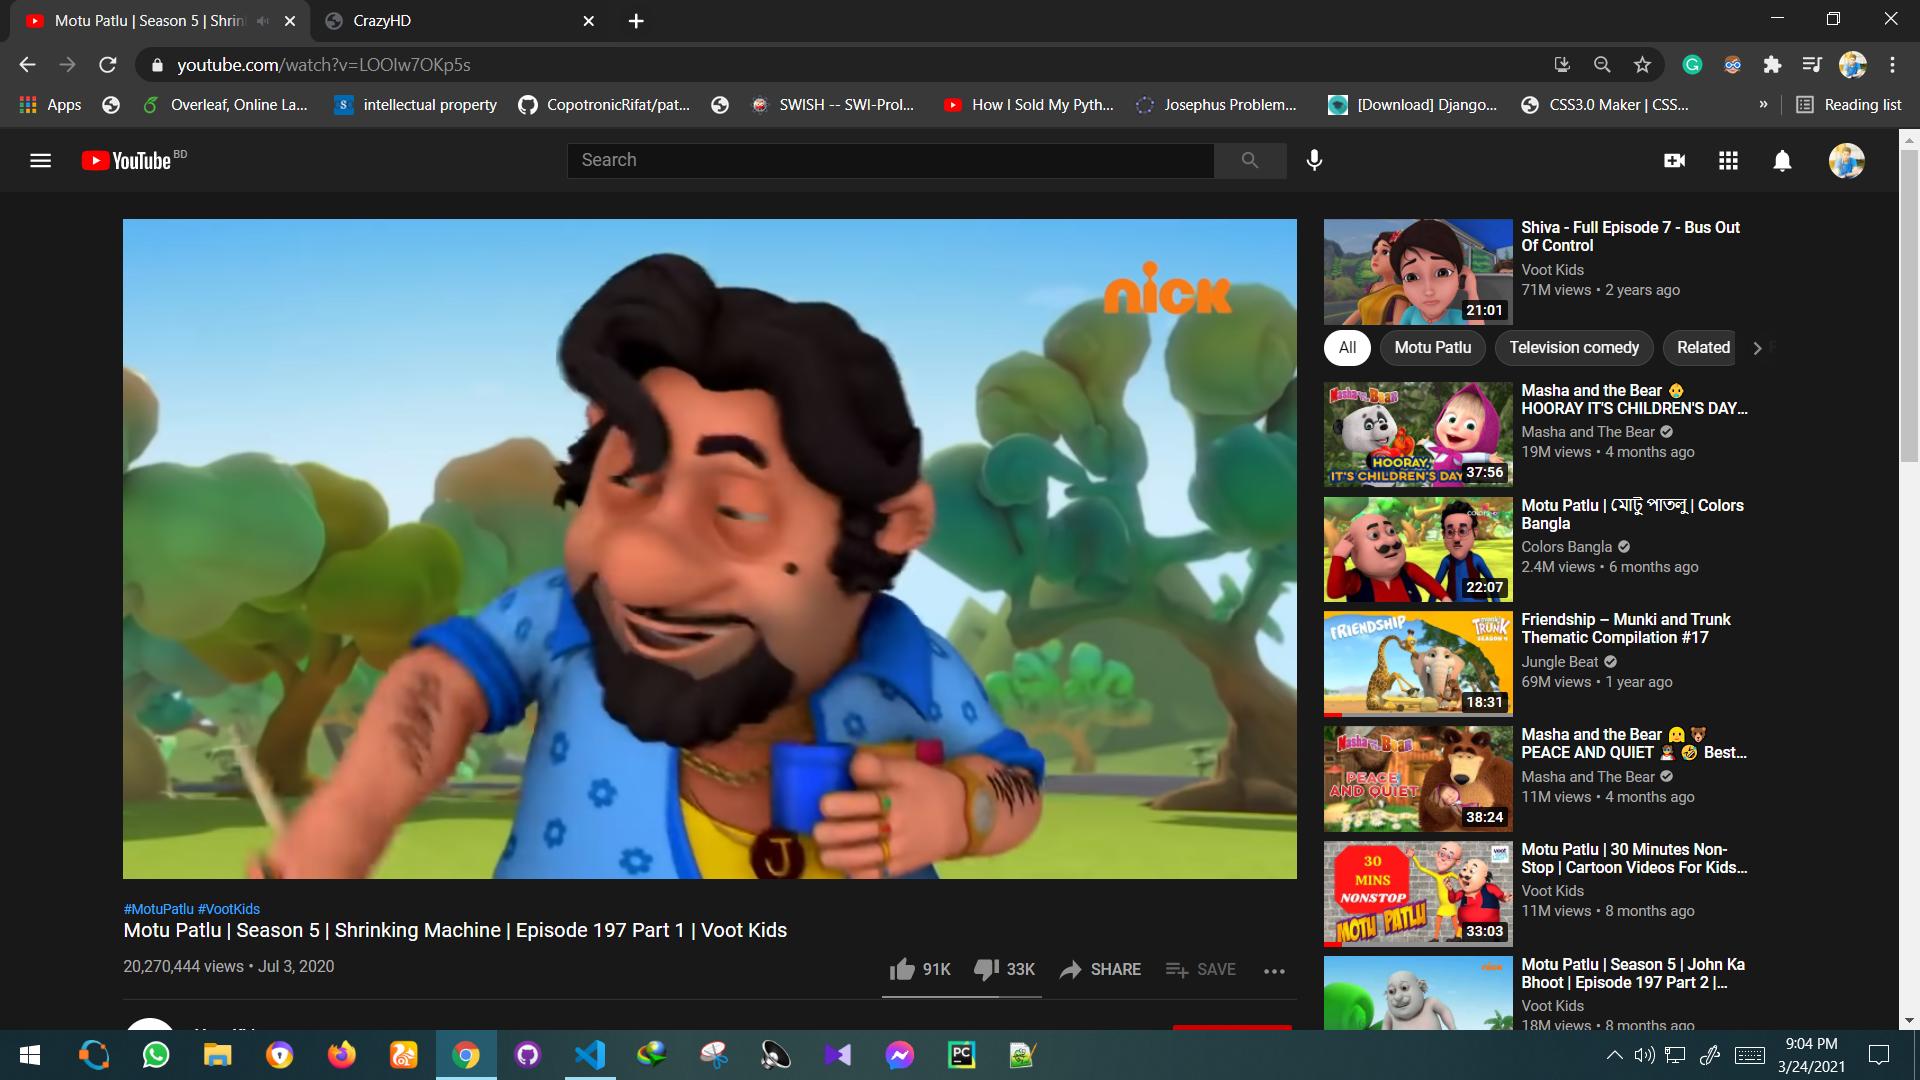 Motu Patlu | Season 5 | Shrin
CrazyHD
youtube.com/watch?v=LOOIw7OKp5s
Apps
Overleaf, Online La...
intellectual property
CopotronicRifat/pat...
SWISH -- SWI-Prol...
How I Sold My Pyth...
Josephus Problem...
[Download] Django...
CSS3.0 Maker | CSS...
»
Reading list
YouTube BD
Search
nick
J
#MotuPatlu #VootKids
Motu Patlu | Season 5 | Shrinking Machine | Episode 197 Part 1 | Voot Kids
20,270,444 views • Jul 3, 2020
91K
33K
SHARE
SAVE
Shiva - Full Episode 7 - Bus Out
Of Control
Voot Kids
71M views • 2 years ago
21:01
All
Motu Patlu
Television comedy
Related
Masha and the Bear 👶
HOORAY IT'S CHILDREN'S DAY...
Masha and The Bear
19M views • 4 months ago
HOORAY,
IT'S CHILDREN'S DAY
37:56
Motu Patlu | মোটু পাতলু | Colors
Bangla
Colors Bangla
2.4M views • 6 months ago
22:07
Friendship – Munki and Trunk
Thematic Compilation #17
Jungle Beat
69M views • 1 year ago
FRIENDSHIP
TRUNK
18:31
Masha and the Bear 👱‍♀️🐻
PEACE AND QUIET 🤣 Best...
Masha and The Bear
11M views • 4 months ago
PEACE
AND QUIET
38:24
Motu Patlu | 30 Minutes Non-
Stop | Cartoon Videos For Kids...
Voot Kids
11M views • 8 months ago
30
MINS
NONSTOP
MOTU PATLU
33:03
Motu Patlu | Season 5 | John Ka
Bhoot | Episode 197 Part 2 |...
Voot Kids
18M views • 8 months ago
9:04 PM
3/24/2021